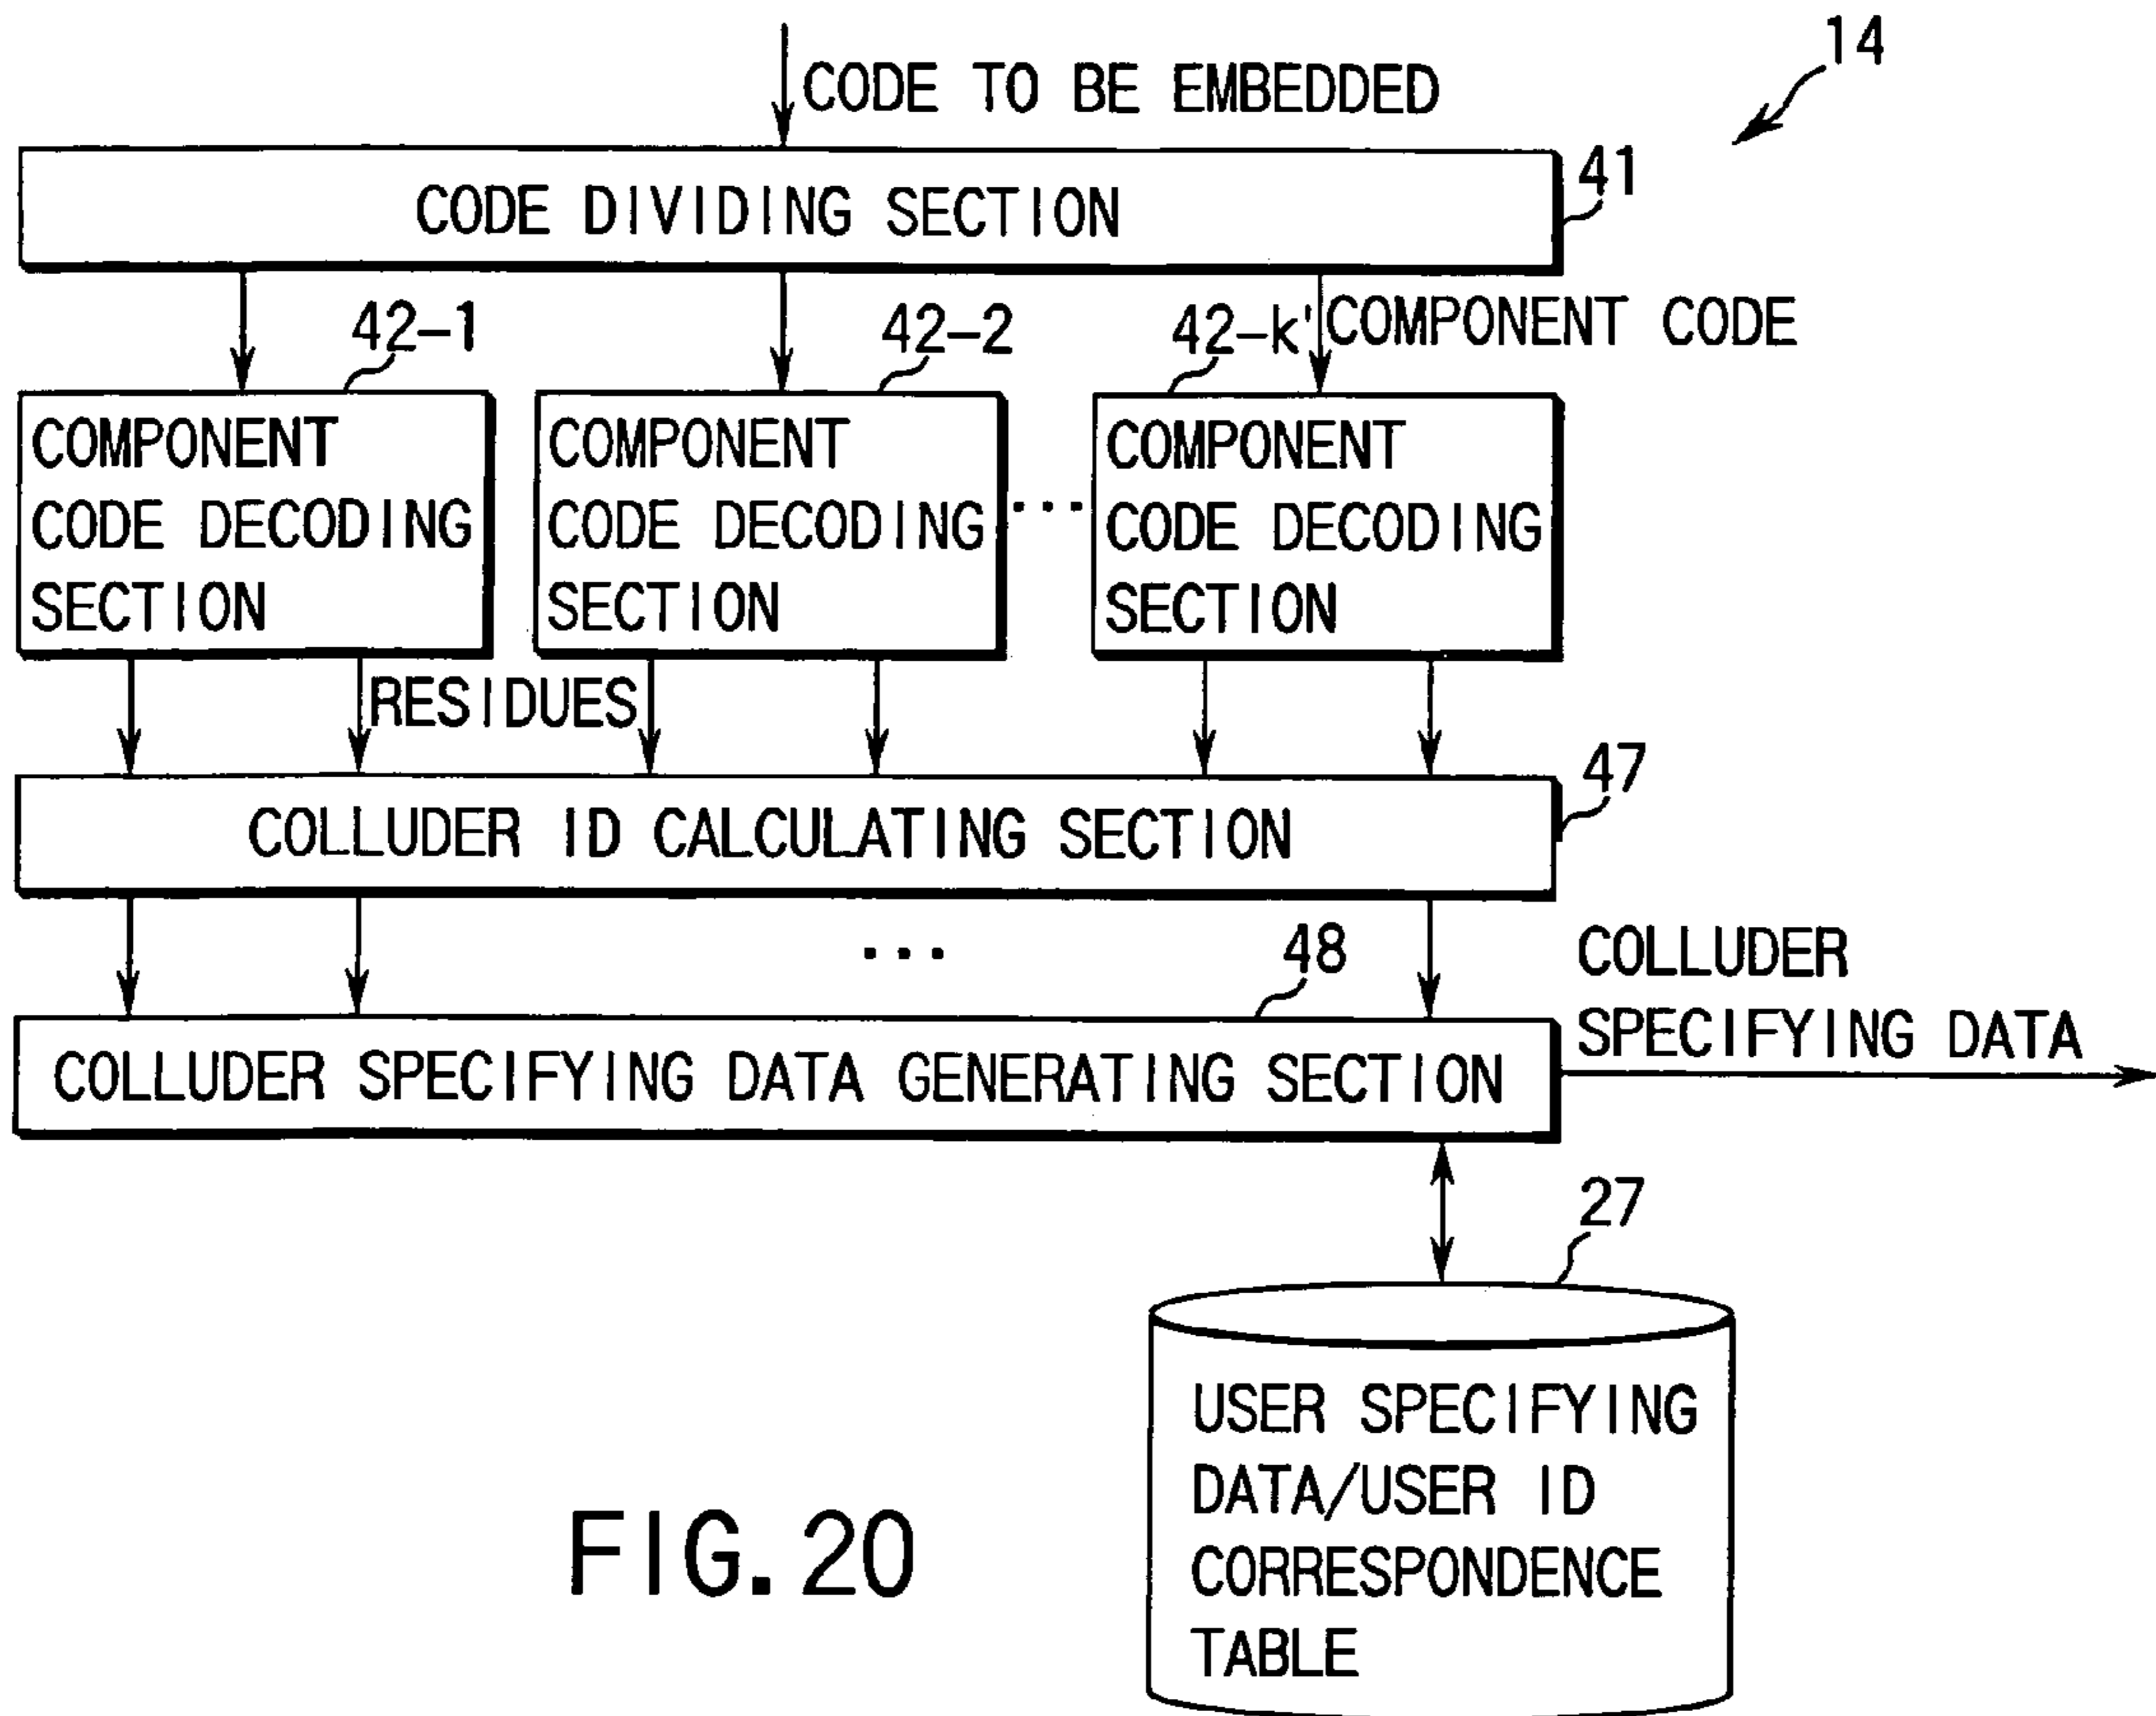 14
CODE TO BE EMBEDDED
41
CODE DIVIDING SECTION
42-1
42-2
42-k'
COMPONENT CODE
COMPONENT
CODE DECODING
SECTION
COMPONENT
CODE DECODING
SECTION
...
COMPONENT
CODE DECODING
SECTION
RESIDUES
47
COLLUDER ID CALCULATING SECTION
...
48
COLLUDER
SPECIFYING DATA
COLLUDER SPECIFYING DATA GENERATING SECTION
27
USER SPECIFYING
DATA/USER ID
CORRESPONDENCE
TABLE
FIG. 20